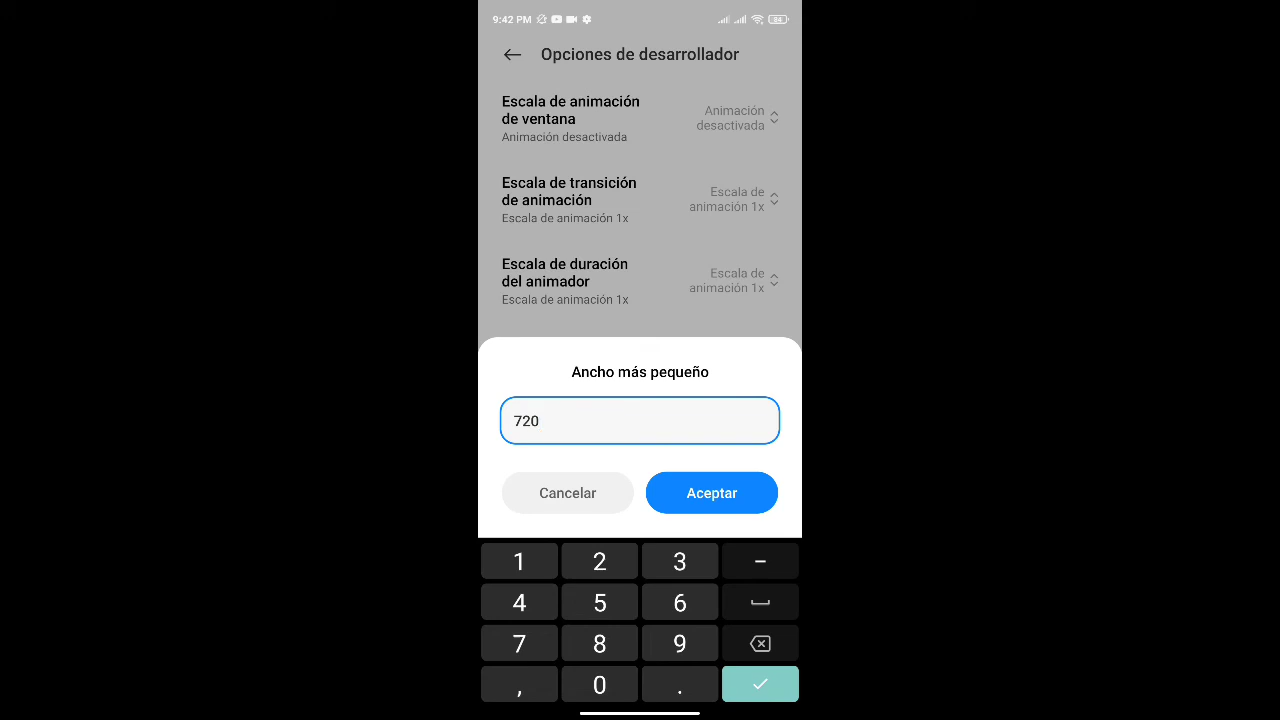 9:42 PM 84
Opciones de desarrollador
Escala de animación
de ventana
Animación desactivada
Animación
desactivada
Escala de transición
de animación
Escala de animación 1x
Escala de
animación 1x
Escala de duración
del animador
Escala de animación 1x
Escala de
animación 1x
Ancho más pequeño
720
Cancelar Aceptar
1 2 3 -
4 5 6
7 8 9
, 0 .